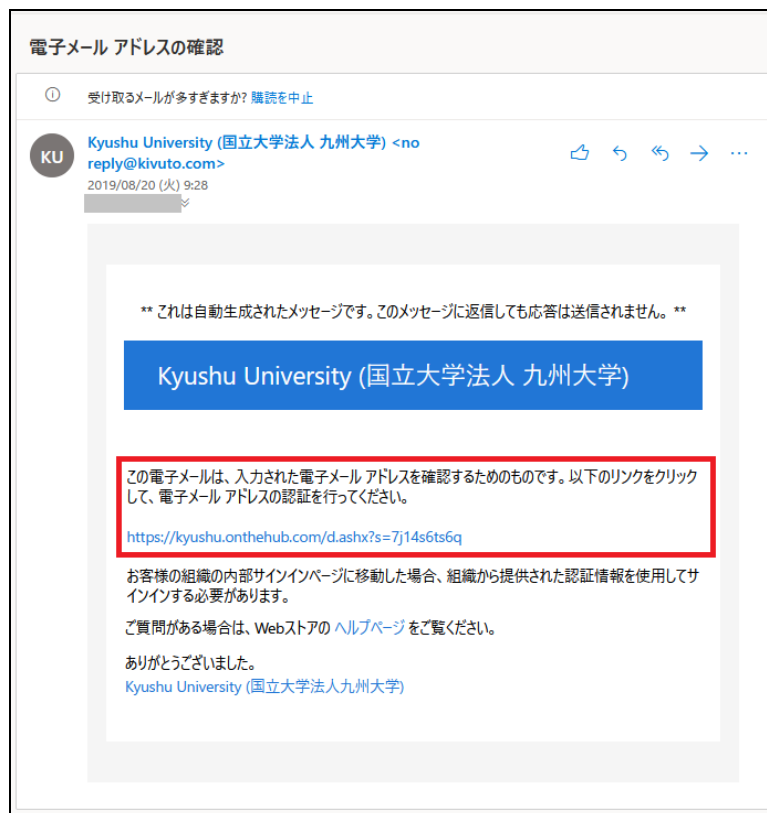 電子メール アドレスの確認
受け取るメールが多すぎますか? 購読を中止
KU
Kyushu University (国立大学法人 九州大学) <no
reply@kivuto.com>
2019/08/20 (火) 9:28
** これは自動生成されたメッセージです。このメッセージに返信しても応答は送信されません。 **
Kyushu University (国立大学法人 九州大学)
この電子メールは、入力された電子メール アドレスを確認するためのものです。以下のリンクをクリック
して、電子メール アドレスの認証を行ってください。
https://kyushu.onthehub.com/d.ashx?s=7j14s6ts6q
お客様の組織の内部サインインページに移動した場合、組織から提供された認証情報を使用してサ
インインする必要があります。
ご質問がある場合は、Webストアの ヘルプページ をご覧ください。
ありがとうございました。
Kyushu University (国立大学法人九州大学)